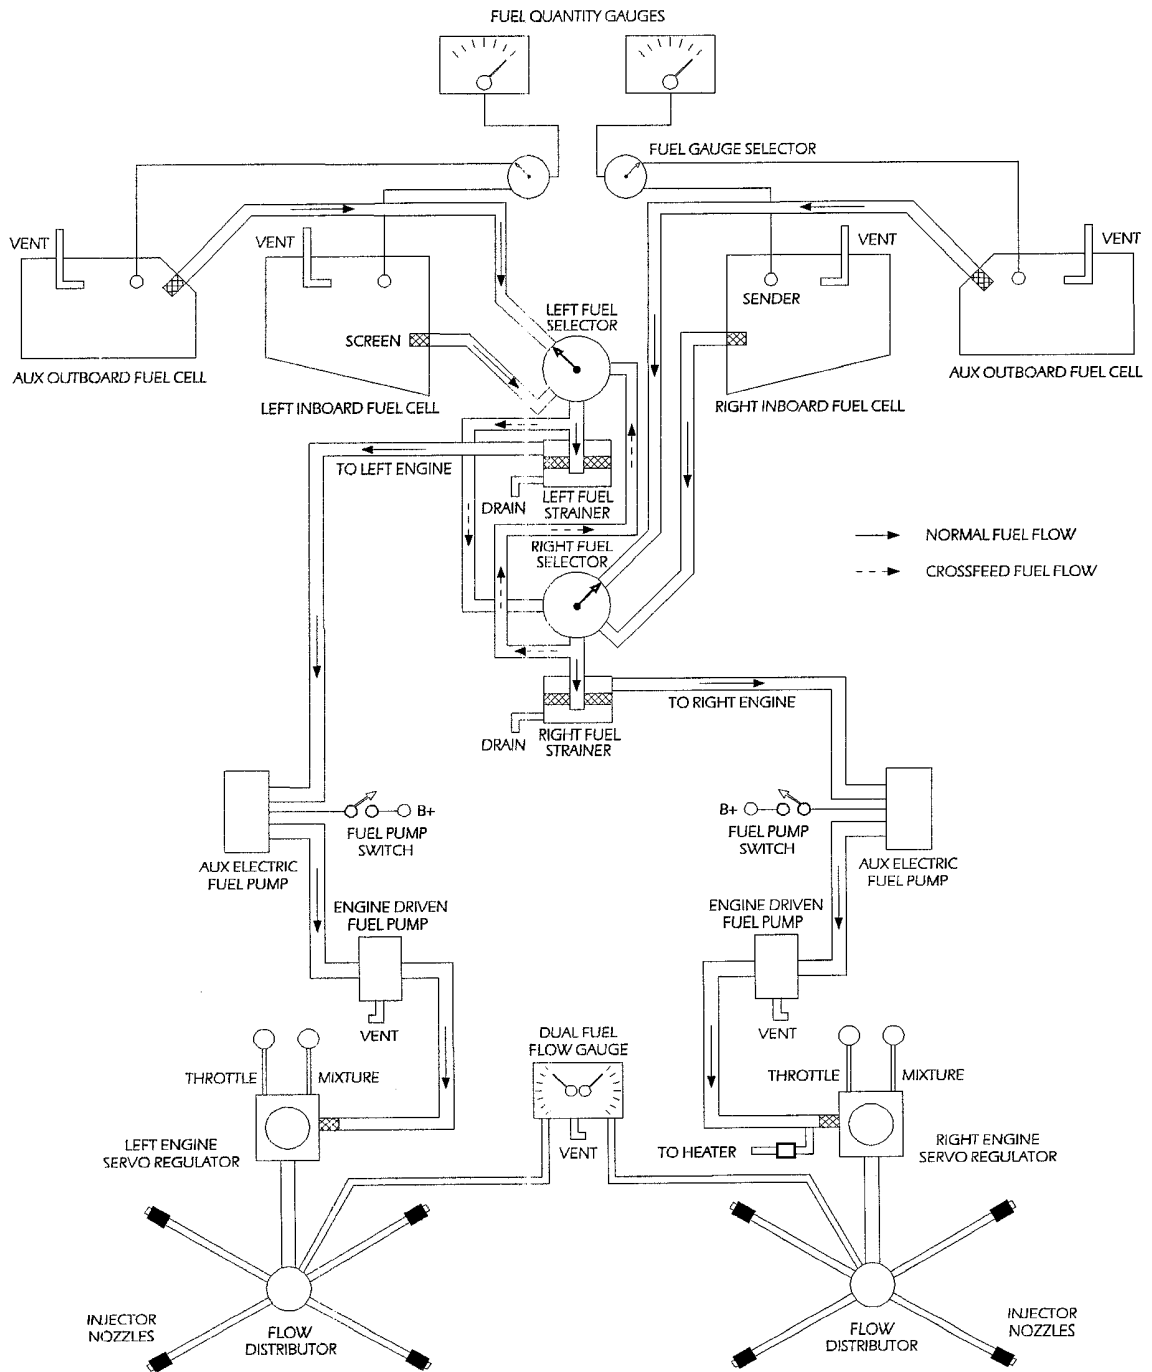 FUEL QUANTITY GAUGES
FUEL GAUGE SELECTOR
VENT
VENT
VENT
VENT
SENDER
LEFT FUEL
SELECTOR
SCREEN
AUX OUTBOARD FUEL CELL
LEFT INBOARD FUEL CELL
RIGHT INBOARD FUEL CELL
AUX OUTBOARD FUEL CELL
TO LEFT ENGINE
DRAIN
LEFT FUEL
STRAINER
RIGHT FUEL
SELECTOR
NORMAL FUEL FLOW
CROSSFEED FUEL FLOW
TO RIGHT ENGINE
DRAIN
RIGHT FUEL
STRAINER
B+
FUEL PUMP
SWITCH
B+
FUEL PUMP
SWITCH
AUX ELECTRIC
FUEL PUMP
AUX ELECTRIC
FUEL PUMP
ENGINE DRIVEN
FUEL PUMP
ENGINE DRIVEN
FUEL PUMP
VENT
VENT
DUAL FUEL
FLOW GAUGE
THROTTLE
MIXTURE
THROTTLE
MIXTURE
LEFT ENGINE
SERVO REGULATOR
VENT
TO HEATER
RIGHT ENGINE
SERVO REGULATOR
INJECTOR
NOZZLES
FLOW
DISTRIBUTOR
FLOW
DISTRIBUTOR
INJECTOR
NOZZLES